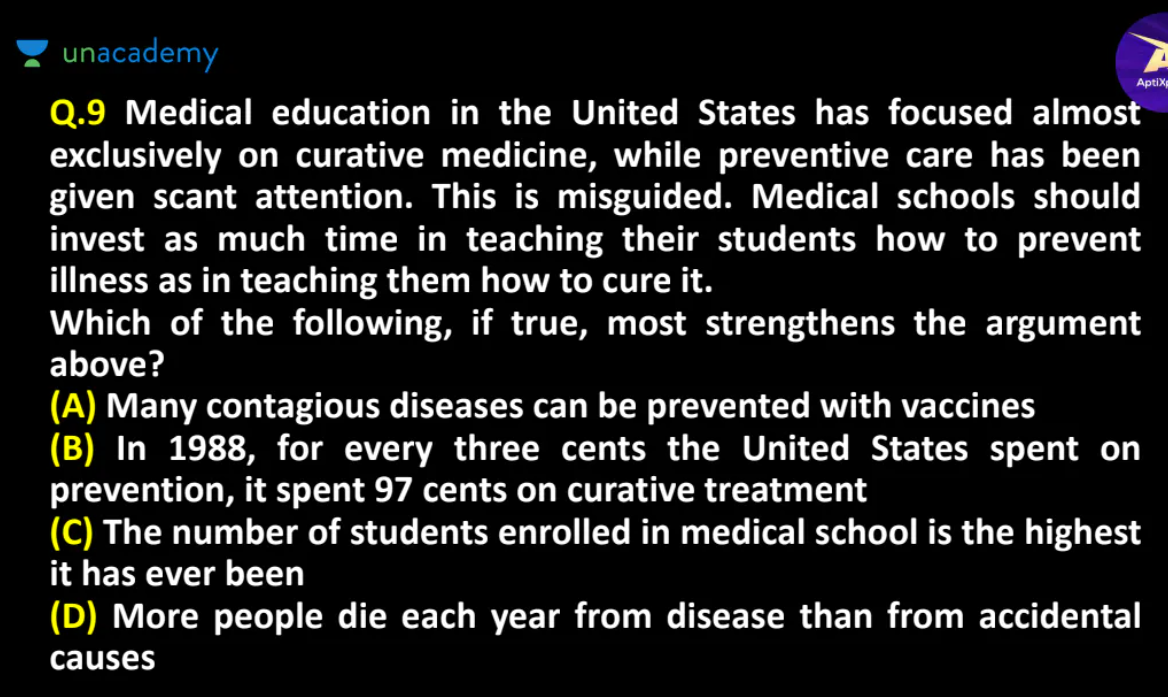 unacademy
Q.9 Medical education in the United States has focused almost
exclusively on curative medicine, while preventive care has been
given scant attention. This is misguided. Medical schools should
invest as much time in teaching their students how to prevent
illness as in teaching them how to cure it.
Which of the following, if true, most strengthens the argument
above?
(A) Many contagious diseases can be prevented with vaccines
(B) In 1988, for every three cents the United States spent on
prevention, it spent 97 cents on curative treatment
(C) The number of students enrolled in medical school is the highest
it has ever been
(D) More people die each year from disease than from accidental
causes